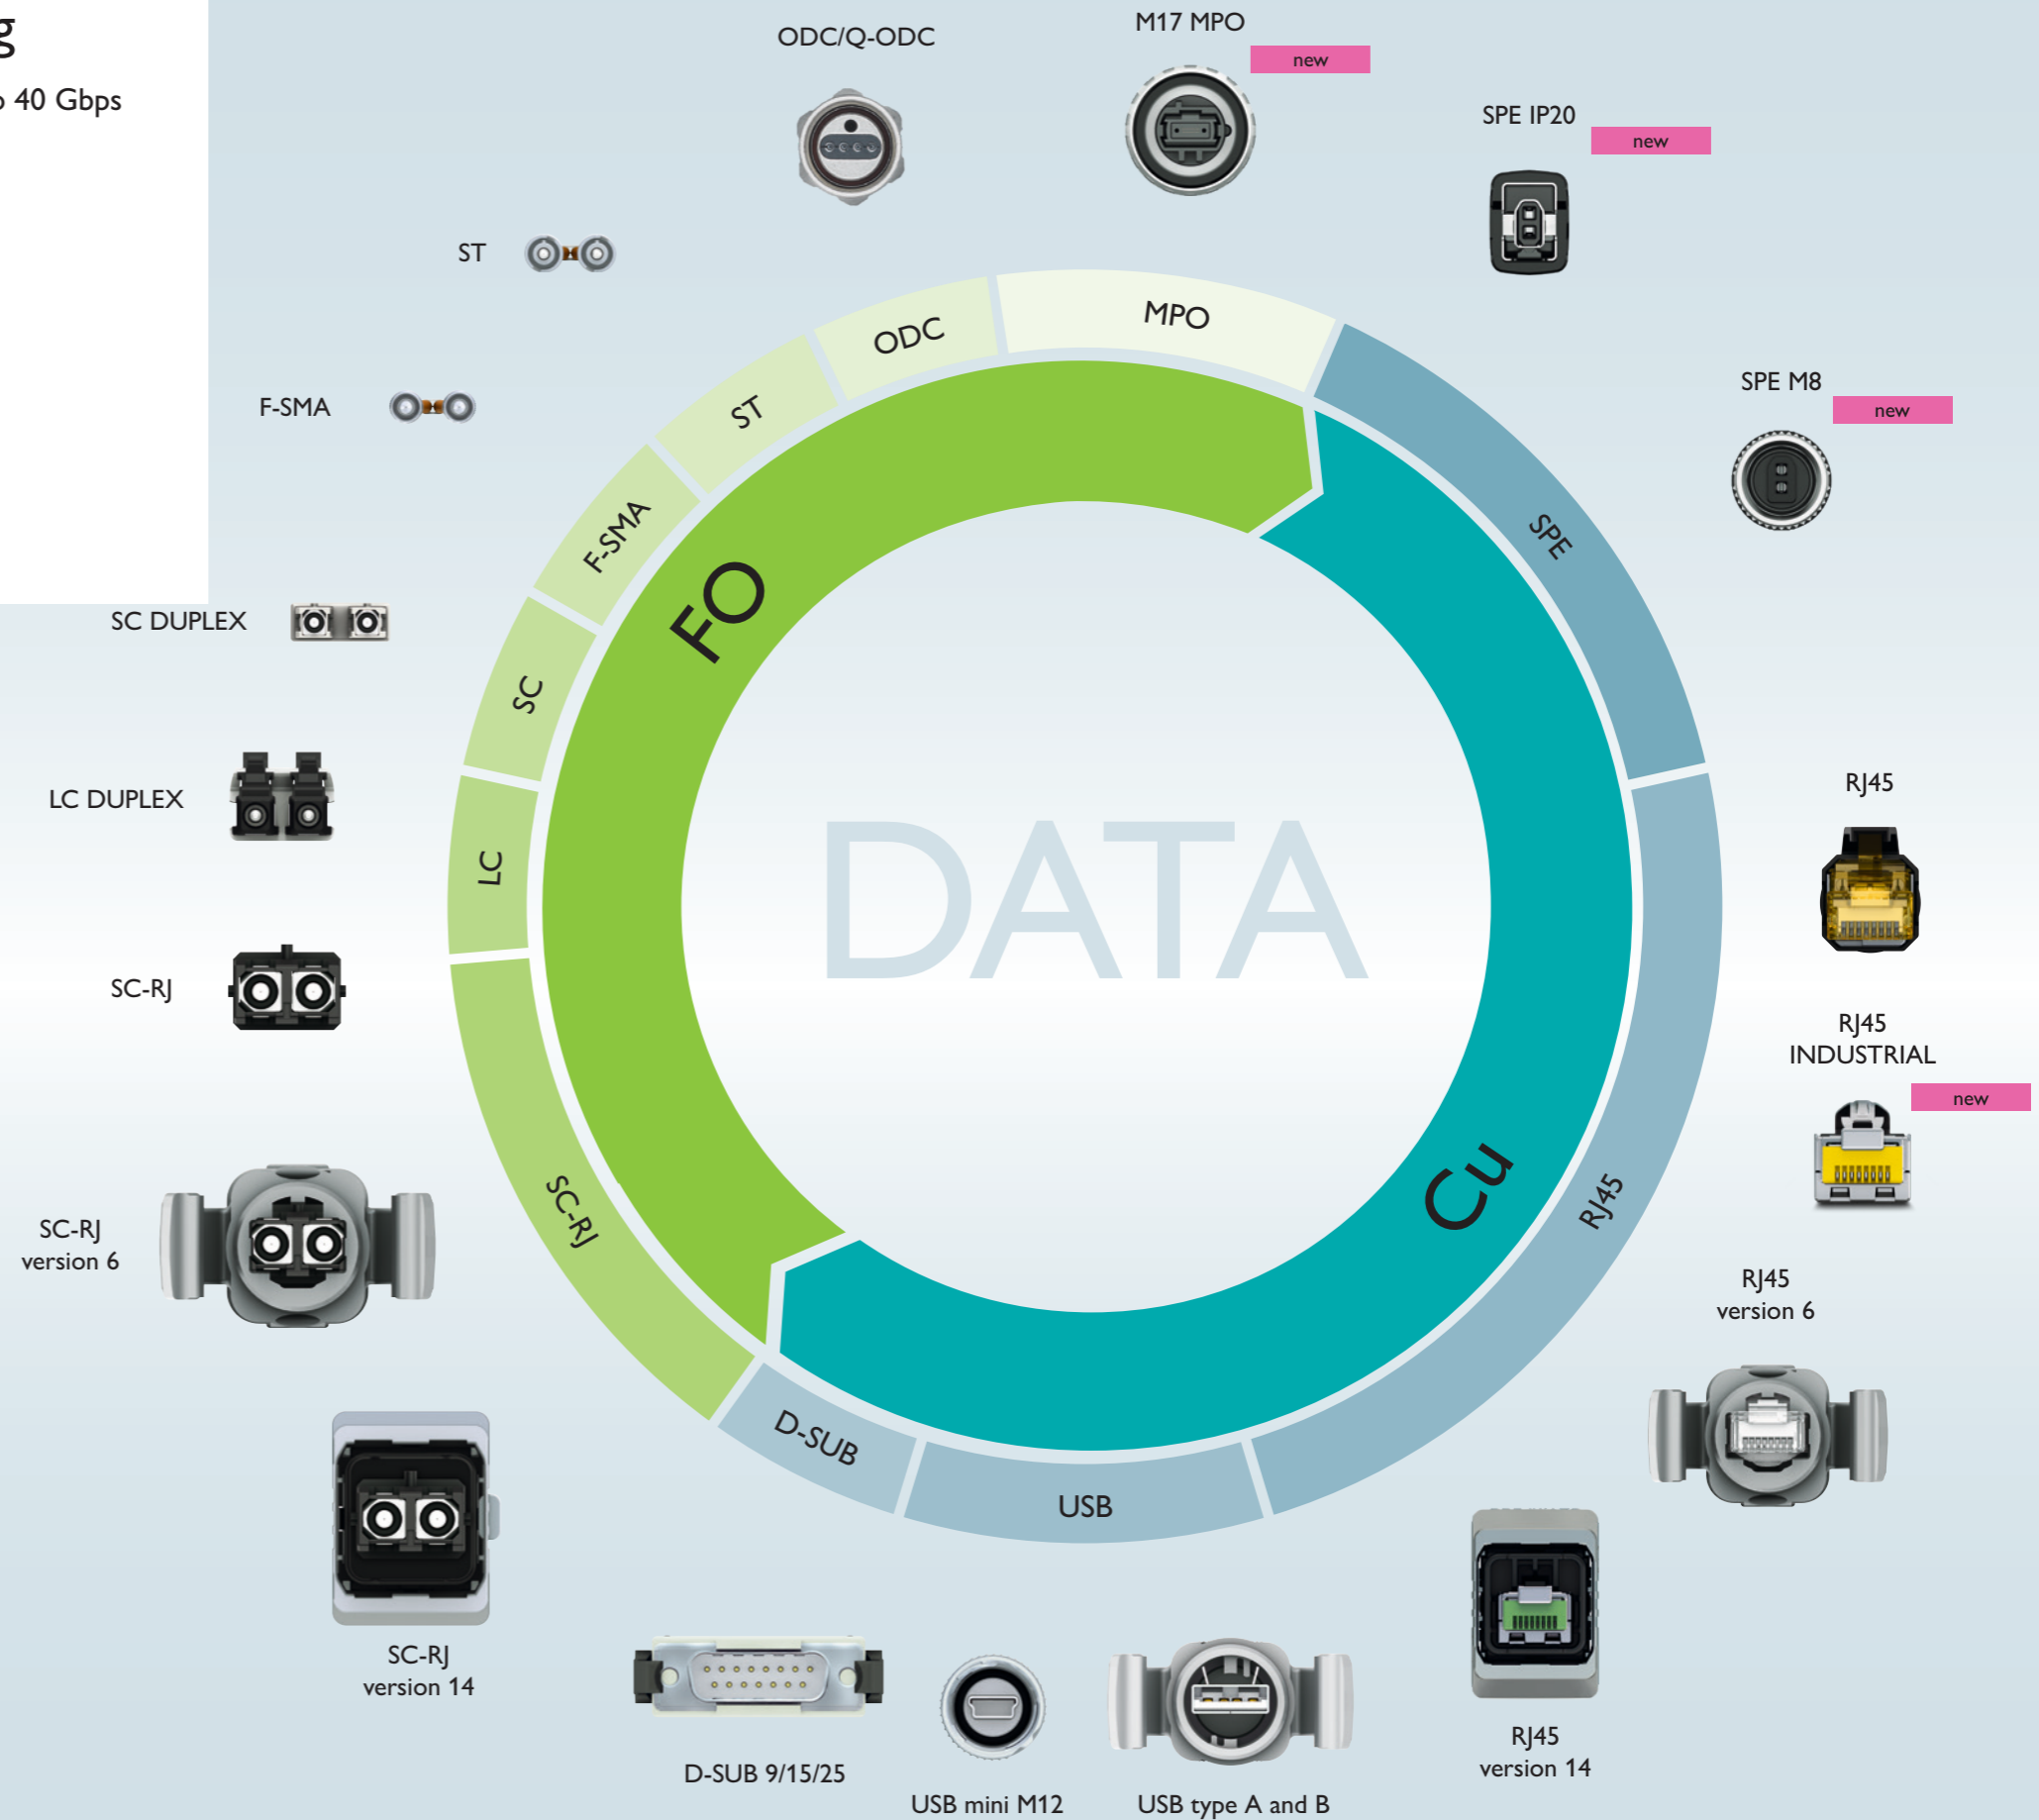 g
40 Gbps
ODC/Q-ODC
M17 MPO
new
SPE IP20
new
ST
F-SMA
SPE M8
new
SC DUPLEX
LC DUPLEX
SC-RJ
SC-RJ
version 6
SC-RJ
version 14
D-SUB 9/15/25
USB mini M12
USB type A and B
RJ45
version 14
RJ45
version 6
RJ45
INDUSTRIAL
new
RJ45
MPO
ODC
ST
F-SMA
SC
LC
SC-RJ
D-SUB
USB
RJ45
SPE
FO
Cu
DATA